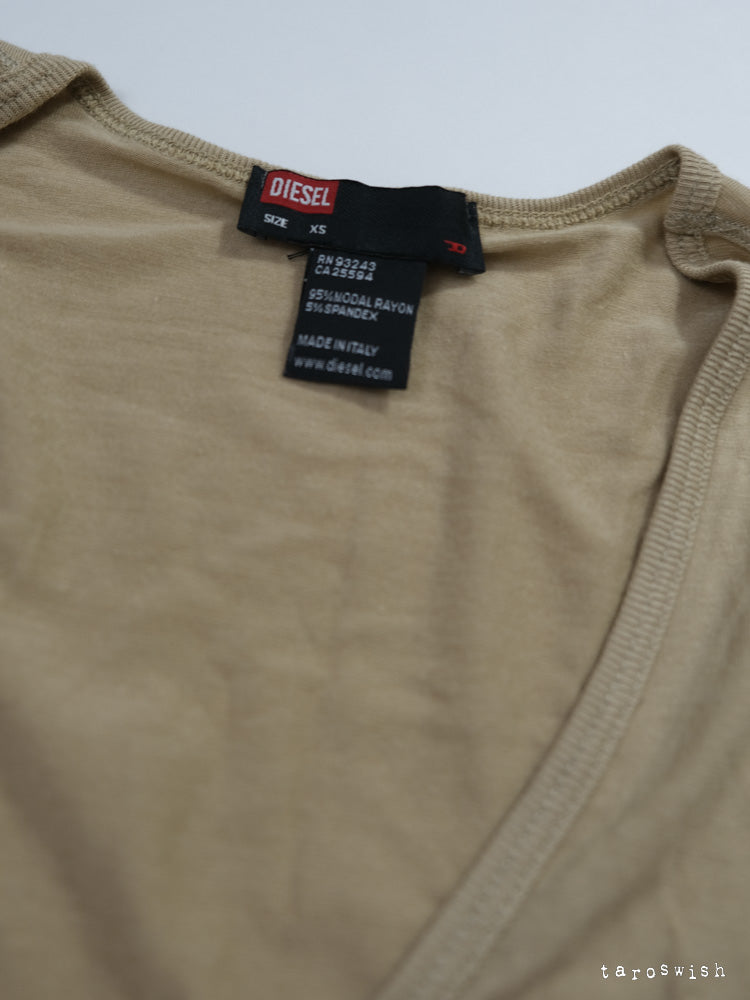 DIESEL
SIZE XS
RN 93243
CA 25594
95% MODAL RAYON
5% SPANDEX
MADE IN ITALY
www.diesel.com
taroswish